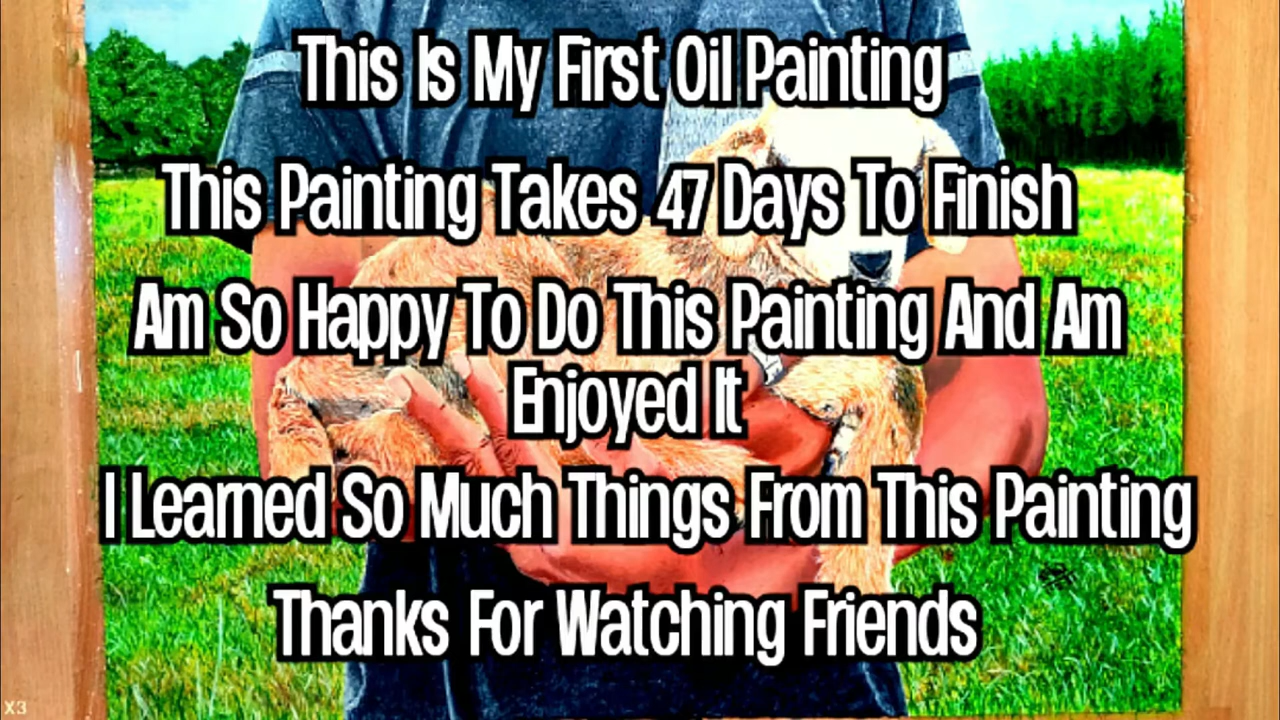 This Is My First Oil Painting
This Painting Takes 47 Days To Finish
Am So Happy To Do This Painting And Am
Enjoyed It
I Learned So Much Things From This Painting
Thanks For Watching Friends
X3